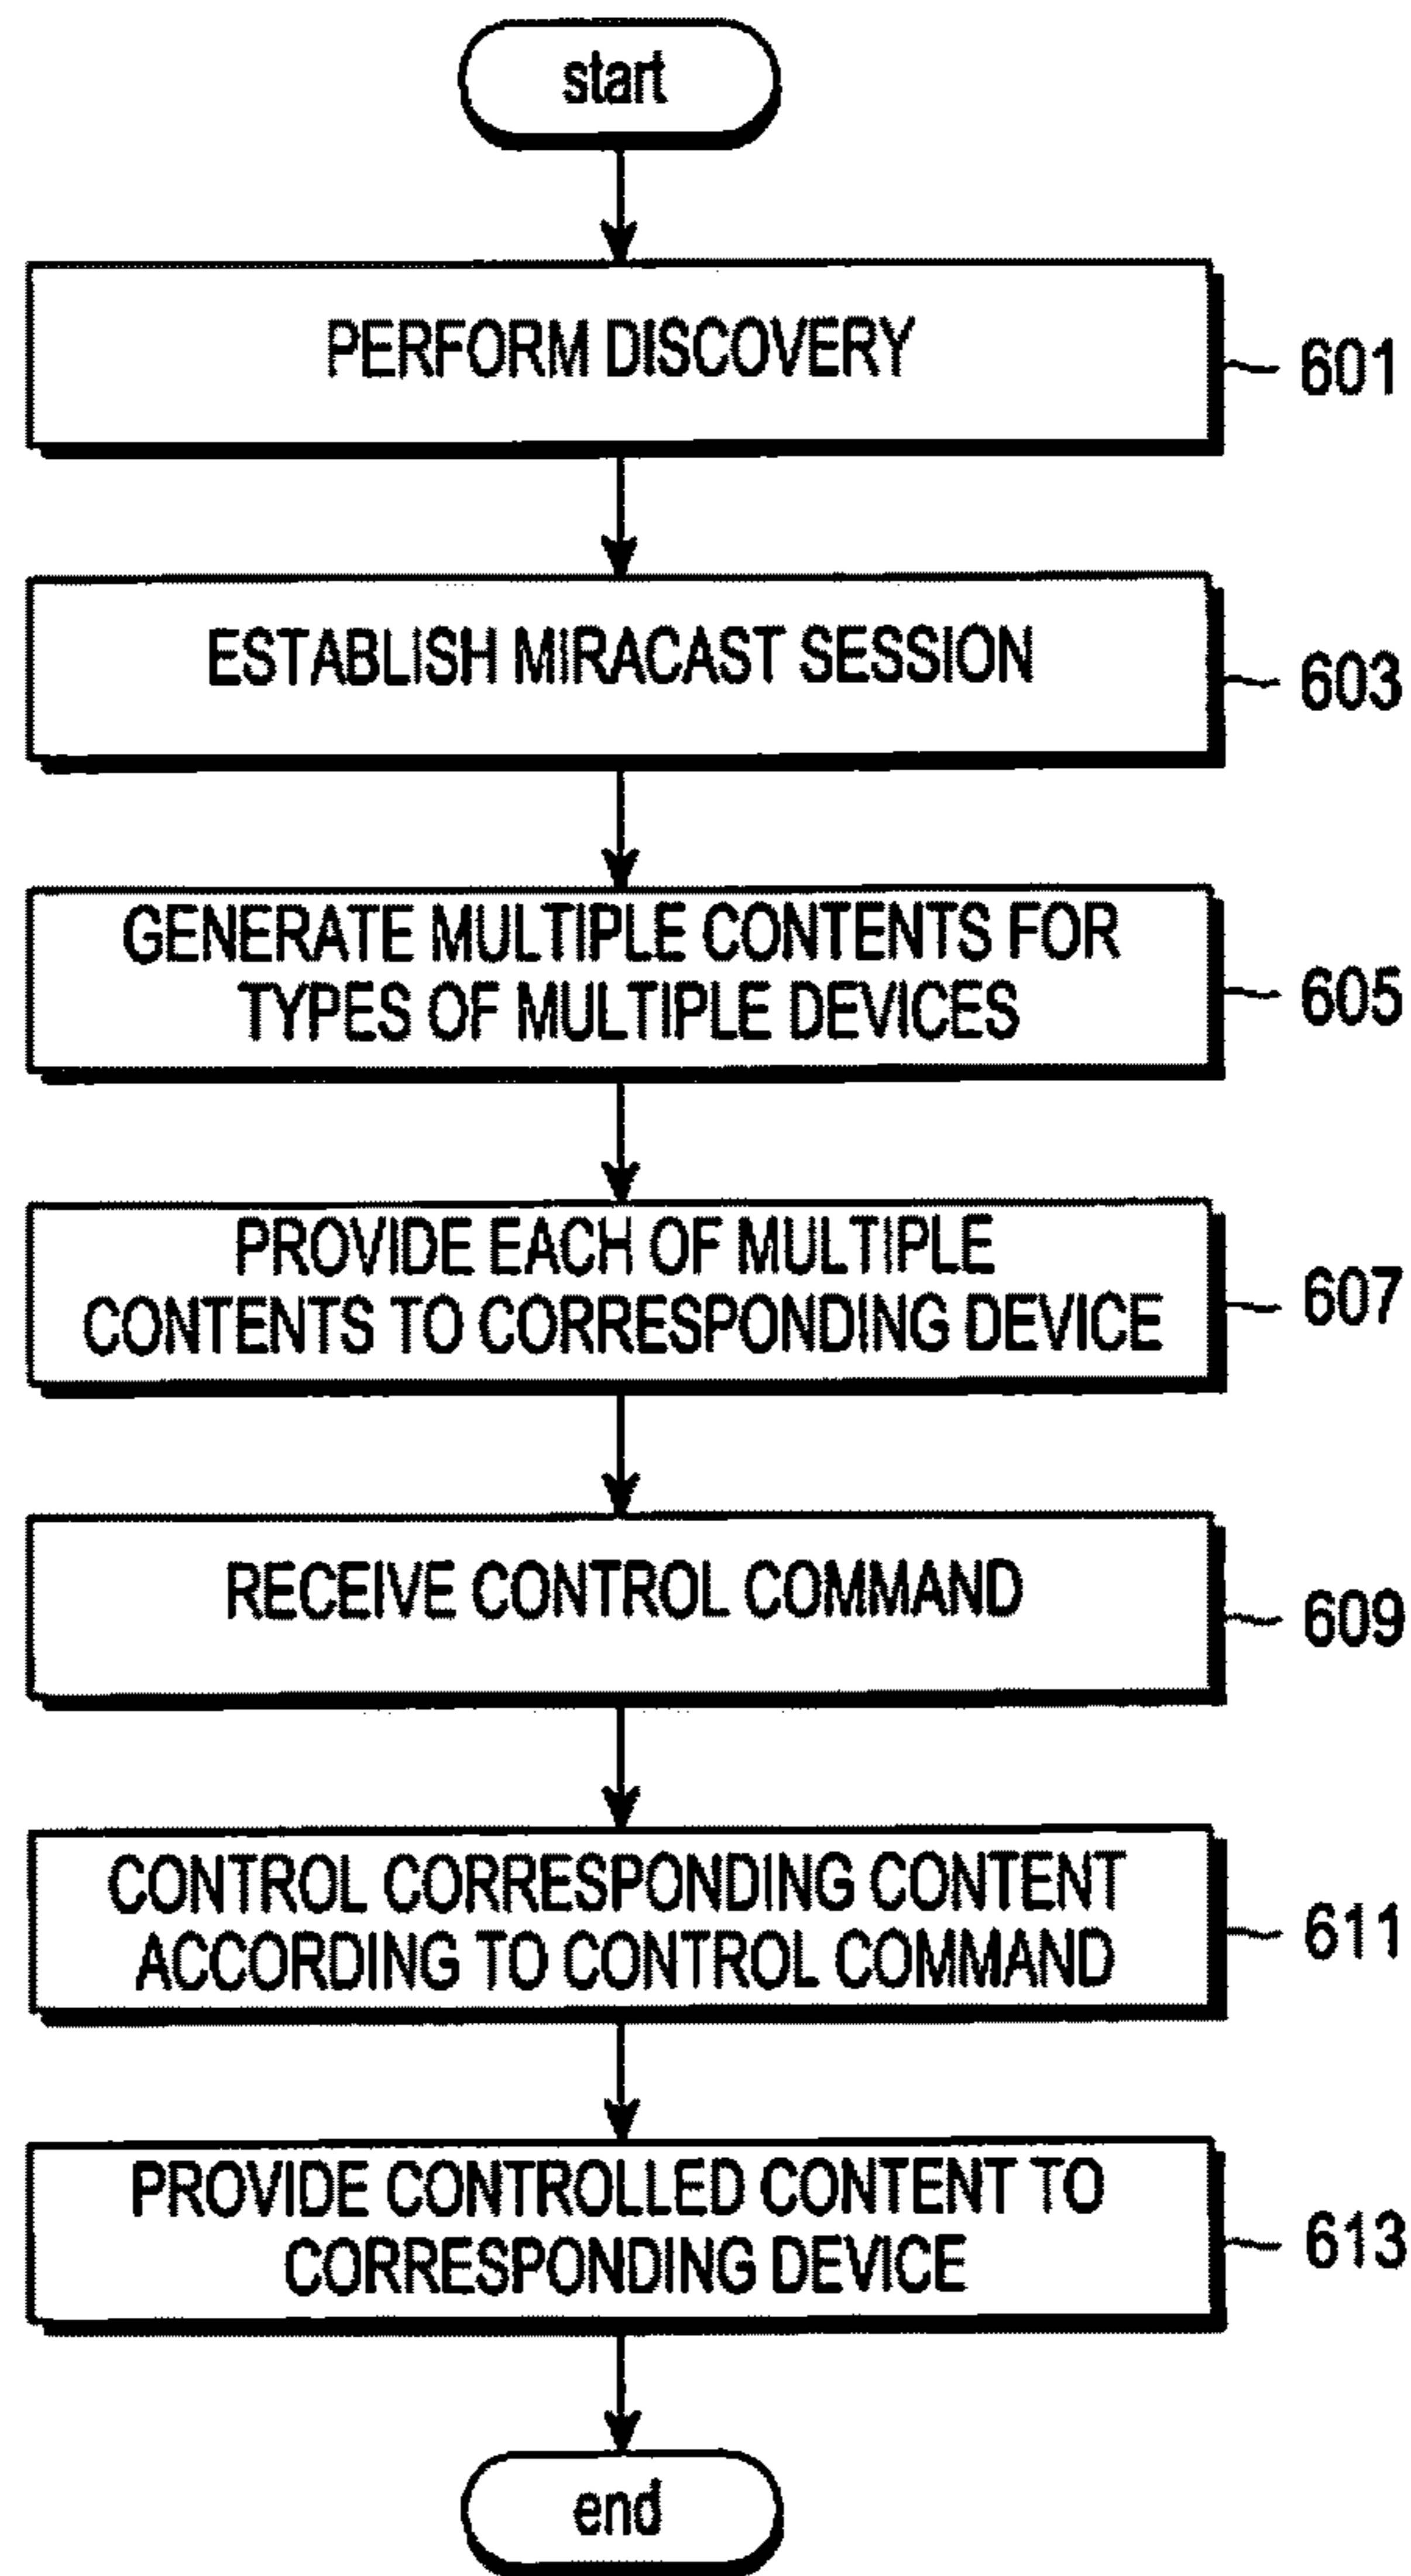 start
PERFORM DISCOVERY
601
ESTABLISH MIRACAST SESSION
603
GENERATE MULTIPLE CONTENTS FOR
TYPES OF MULTIPLE DEVICES
605
PROVIDE EACH OF MULTIPLE
CONTENTS TO CORRESPONDING DEVICE
607
RECEIVE CONTROL COMMAND
609
CONTROL CORRESPONDING CONTENT
ACCORDING TO CONTROL COMMAND
611
PROVIDE CONTROLLED CONTENT TO
CORRESPONDING DEVICE
613
end